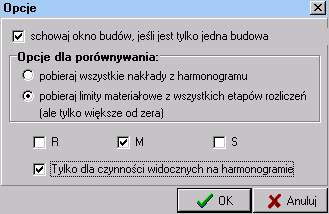 Opcje
schowaj okno budów, jeśli jest tylko jedna budowa
Opcje dla porównywania:
pobieraj wszystkie nakłady z harmonogramu
pobieraj limity materiałowe z wszystkich etapów rozliczeń
(ale tylko większe od zera)
R M S
Tylko dla czynności widocznych na harmonogramie
OK Anuluj